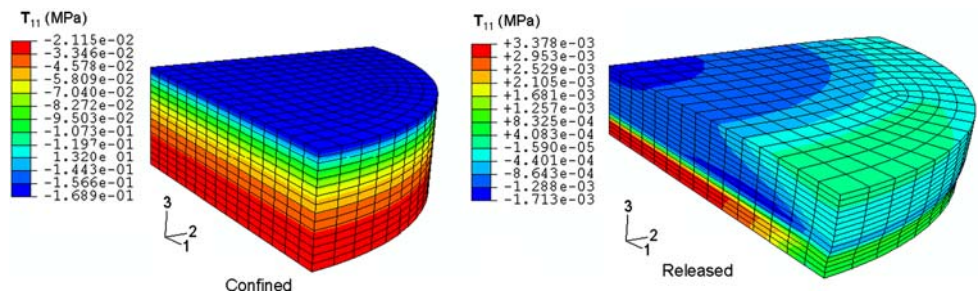 T11 (MPa)
-2.115e-02
-3.346e-02
-4.578e-02
-5.809e-02
-7.040e-02
-8.272e-02
-9.503e-02
-1.073e-01
-1.197e-01
-1.320e-01
-1.443e-01
-1.566e-01
-1.689e-01
3
2
1
Confined
T11 (MPa)
+3.378e-03
+2.953e-03
+2.529e-03
+2.105e-03
+1.681e-03
+1.257e-03
+8.325e-04
+4.083e-04
-1.590e-05
-4.401e-04
-8.643e-04
-1.288e-03
-1.713e-03
3
2
1
Released